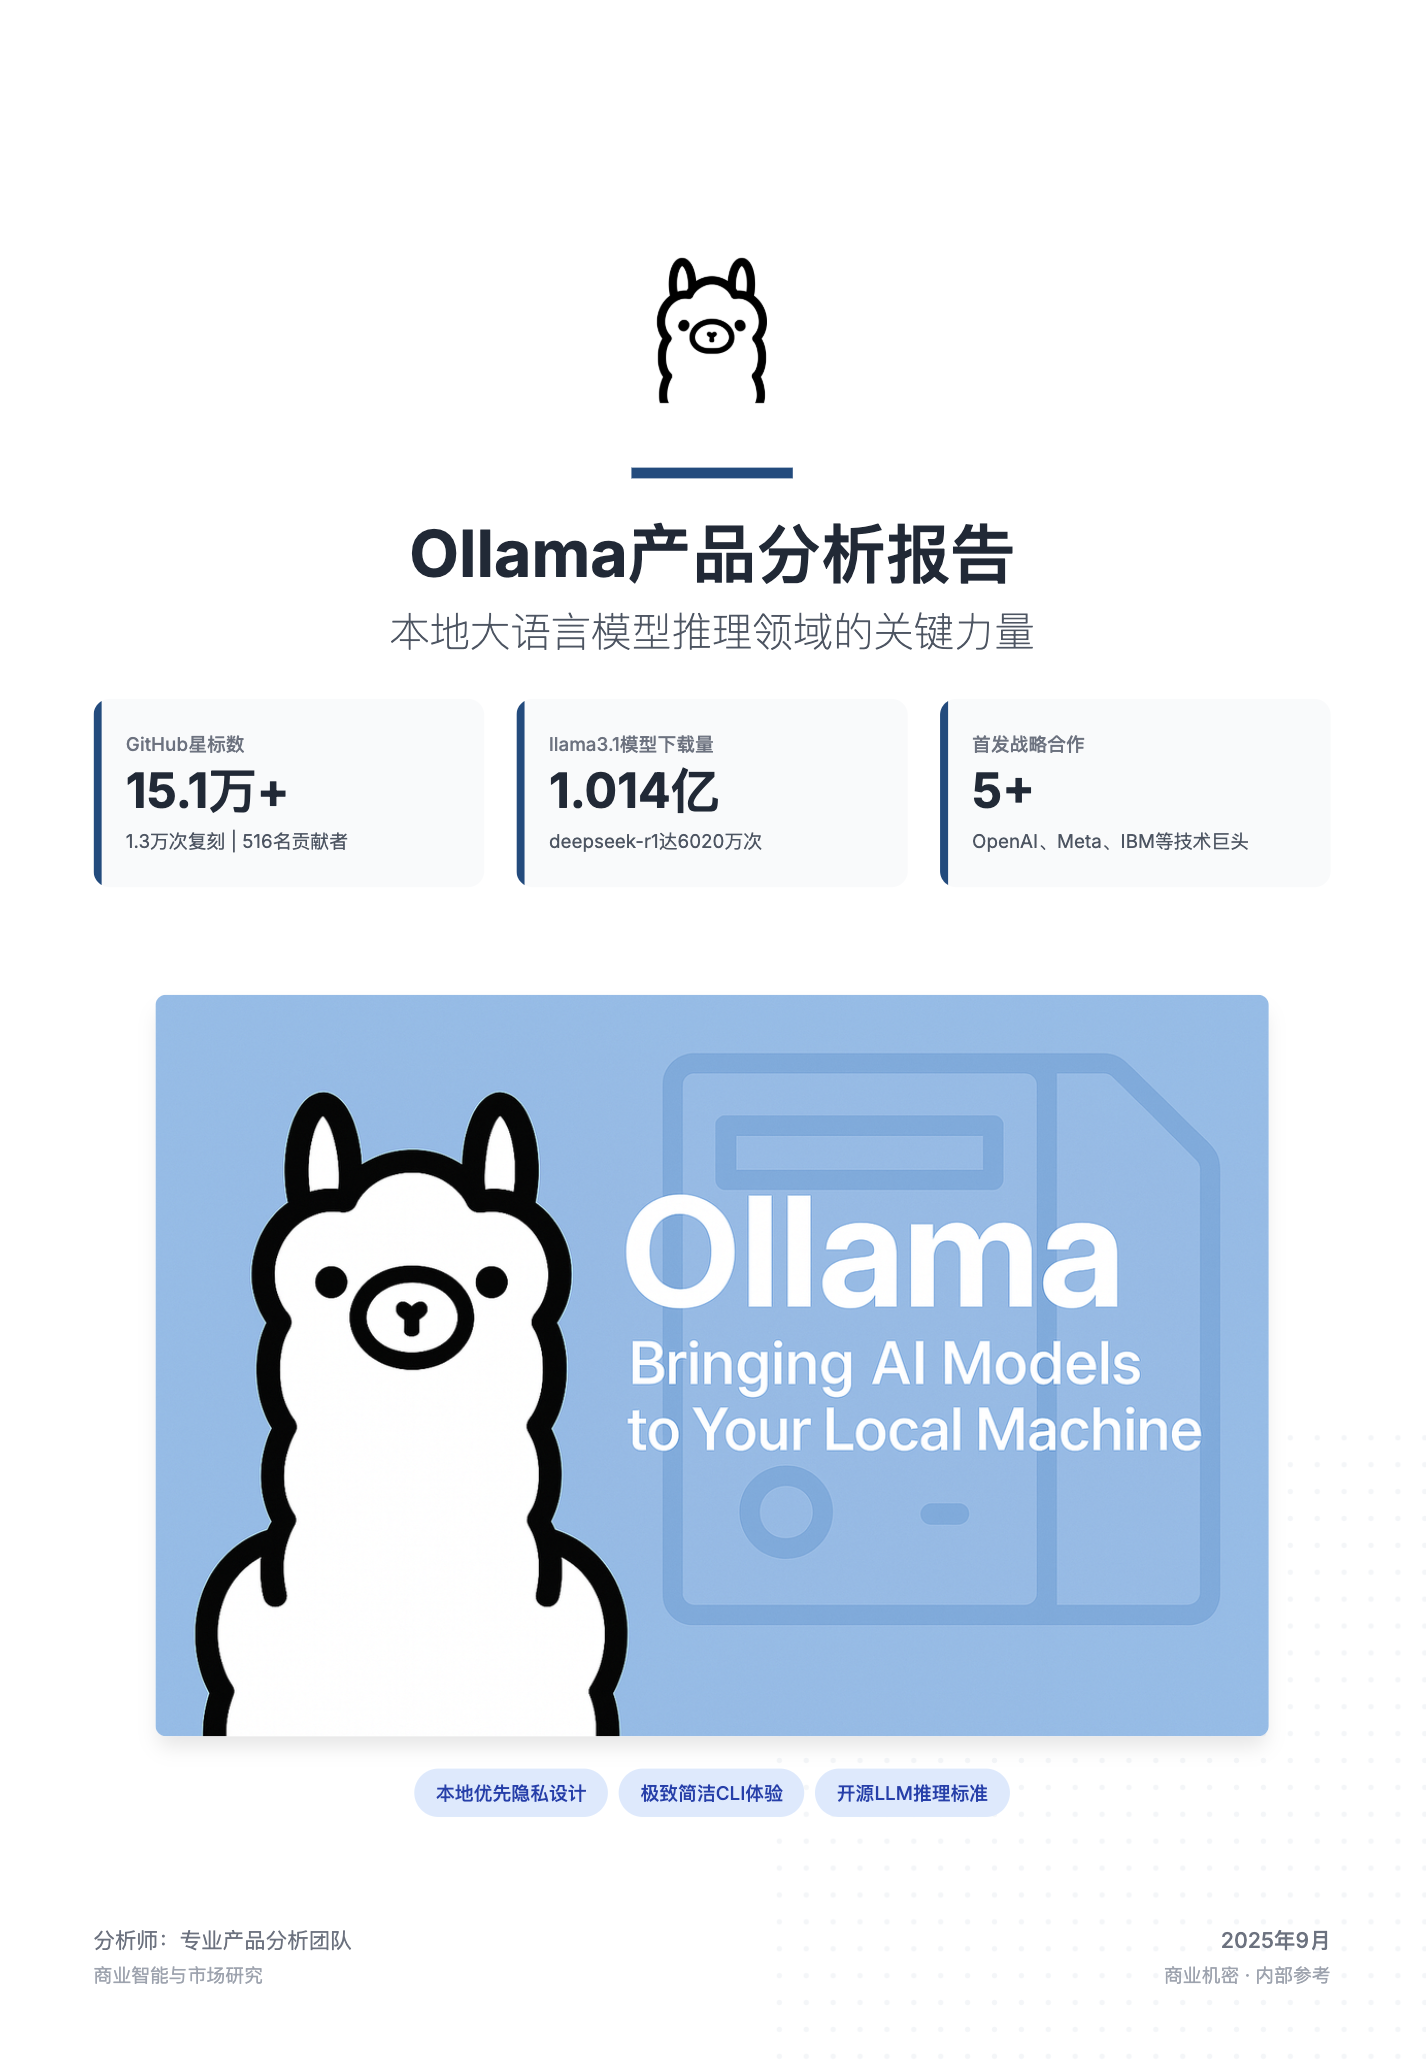 Ollama产品分析报告
本地大语言模型推理领域的关键力量
GitHub星标数
15.1万+
1.3万次复刻 | 516名贡献者
llama3.1模型下载量
1.014亿
deepseek-r1达6020万次
首发战略合作
5+
OpenAI、Meta、IBM等技术巨头
Ollama
Bringing AI Models
to Your Local Machine
本地优先隐私设计
极致简洁CLI体验
开源LLM推理标准
分析师：专业产品分析团队
商业智能与市场研究
2025年9月
商业机密 · 内部参考